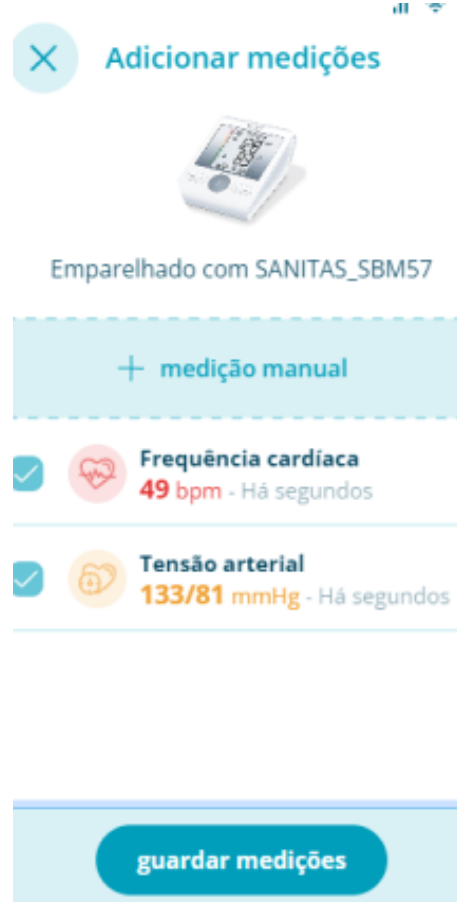 Adicionar medições
Emparelhado com SANITAS_SBM57
+ medição manual
Frequência cardíaca
49 bpm - Há segundos
Tensão arterial
133/81 mmHg - Há segundos
guardar medições